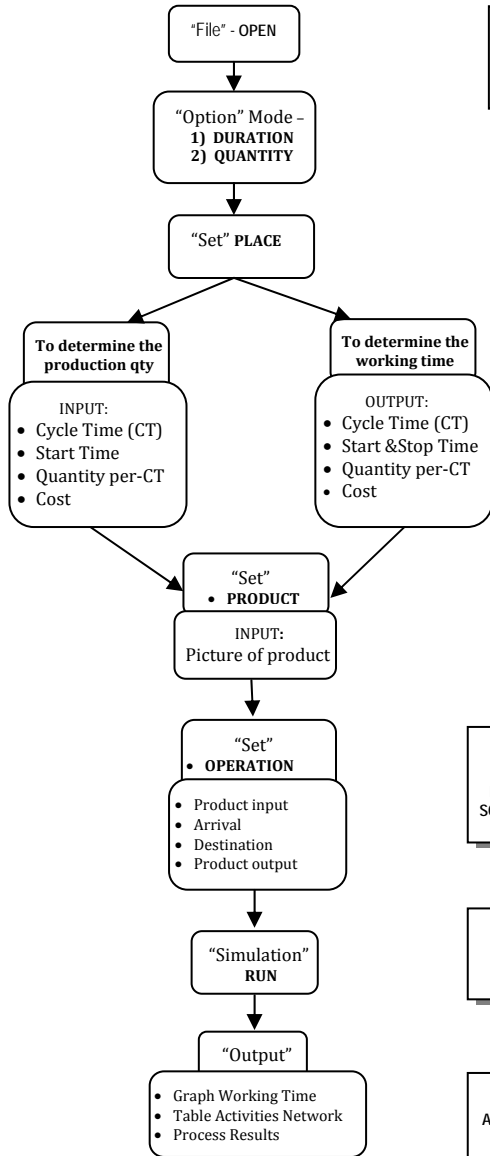 "File" - OPEN
"Option" Mode –
1) DURATION
2) QUANTITY
"Set" PLACE
To determine the
production qty
INPUT:
• Cycle Time (CT)
• Start Time
• Quantity per-CT
• Cost
To determine the
working time
OUTPUT:
• Cycle Time (CT)
• Start &Stop Time
• Quantity per-CT
• Cost
"Set"
• PRODUCT
INPUT:
Picture of product
"Set"
• OPERATION
• Product input
• Arrival
• Destination
• Product output
"Simulation"
RUN
"Output"
• Graph Working Time
• Table Activities Network
• Process Results